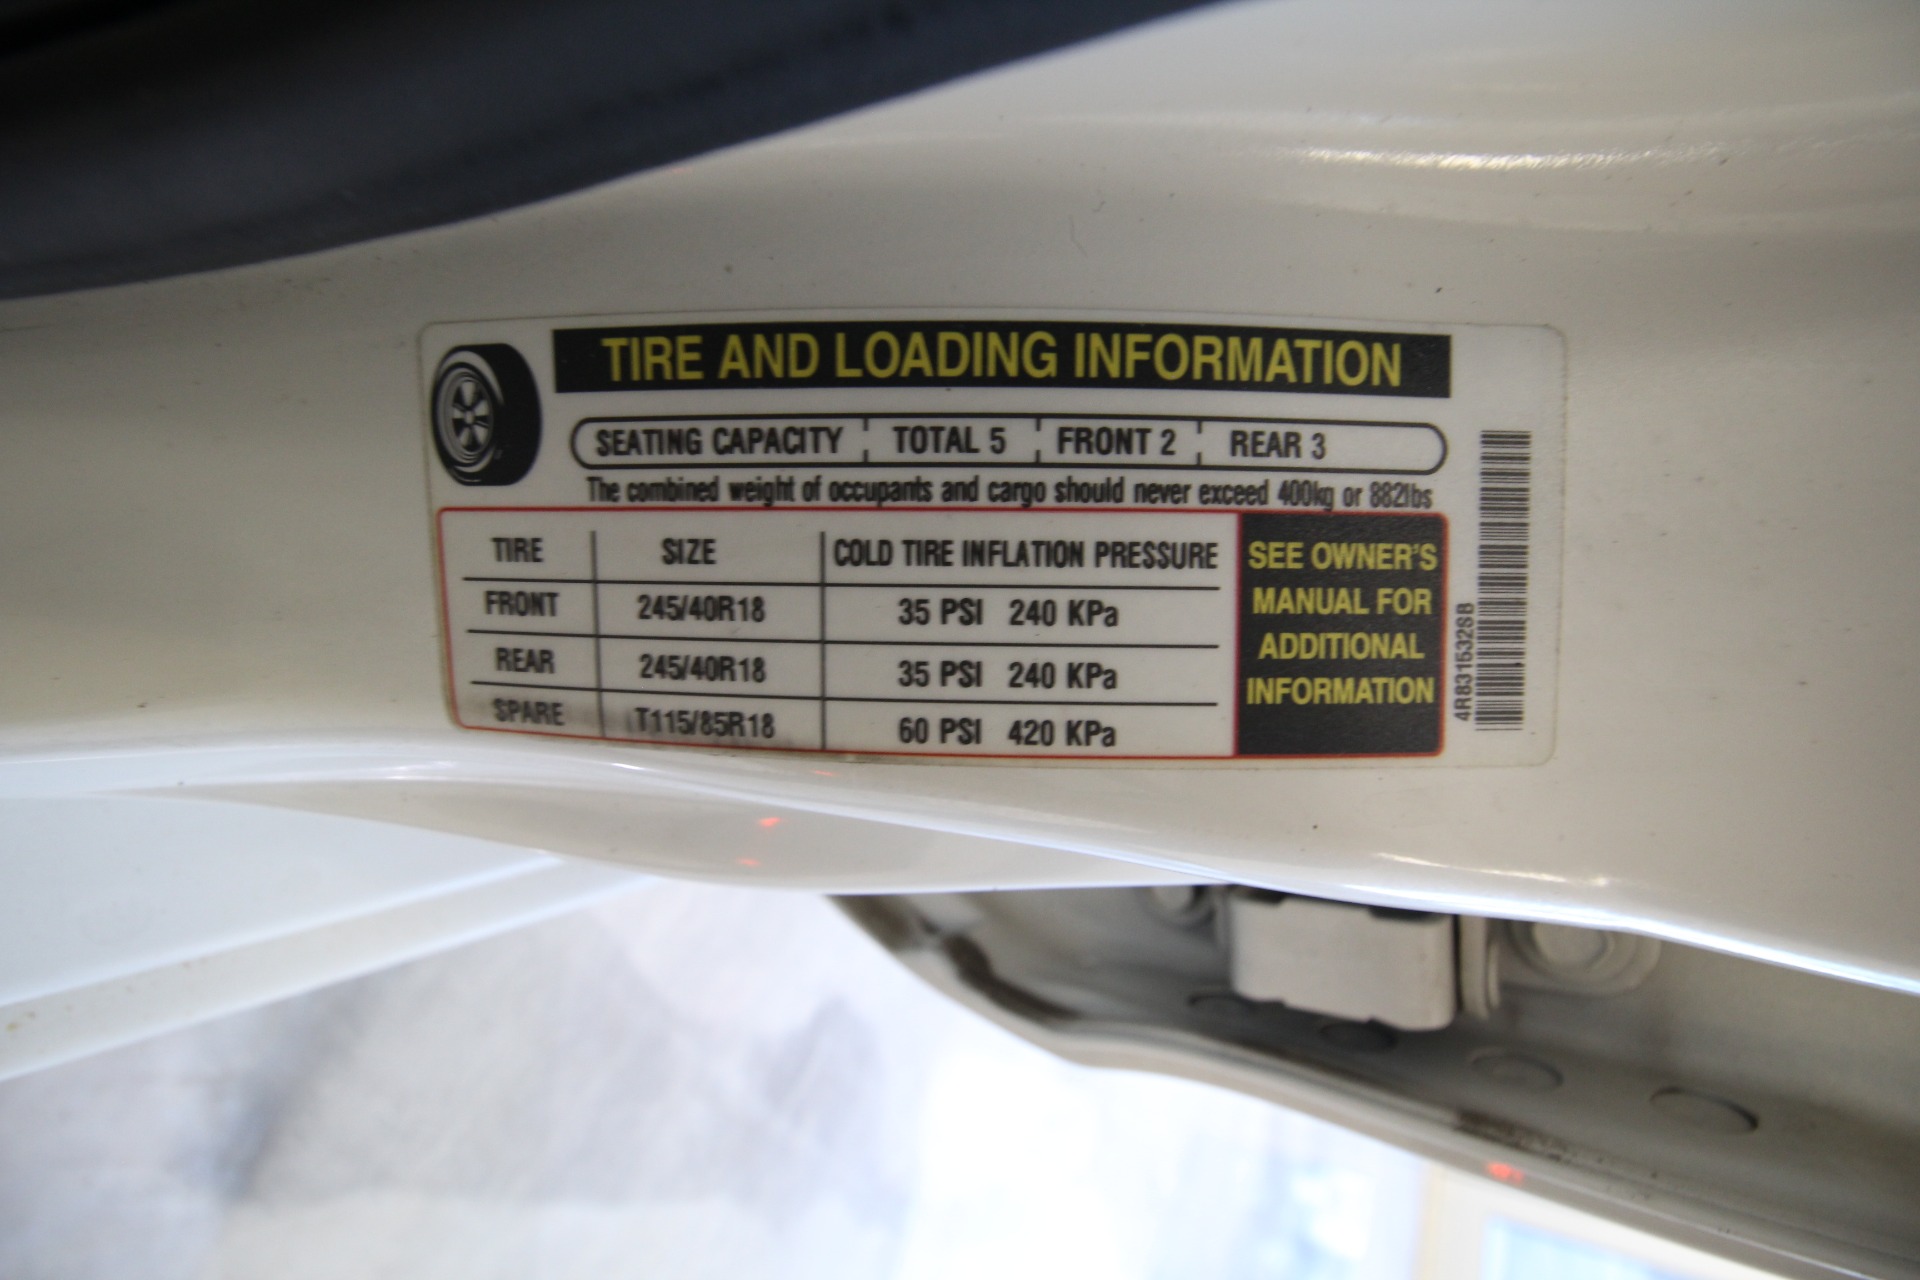 TIRE AND LOADING INFORMATION
SEATING CAPACITY TOTAL 5 FRONT 2 REAR 3
The combined weight of occupants and cargo should never exceed 400kg or 882lbs
TIRE SIZE COLD TIRE INFLATION PRESSURE
FRONT 245/40R18 35 PSI 240 KPa
REAR 245/40R18 35 PSI 240 KPa
SPARE T115/85R18 60 PSI 420 KPa
SEE OWNER'S
MANUAL FOR
ADDITIONAL
INFORMATION
4R831532SB